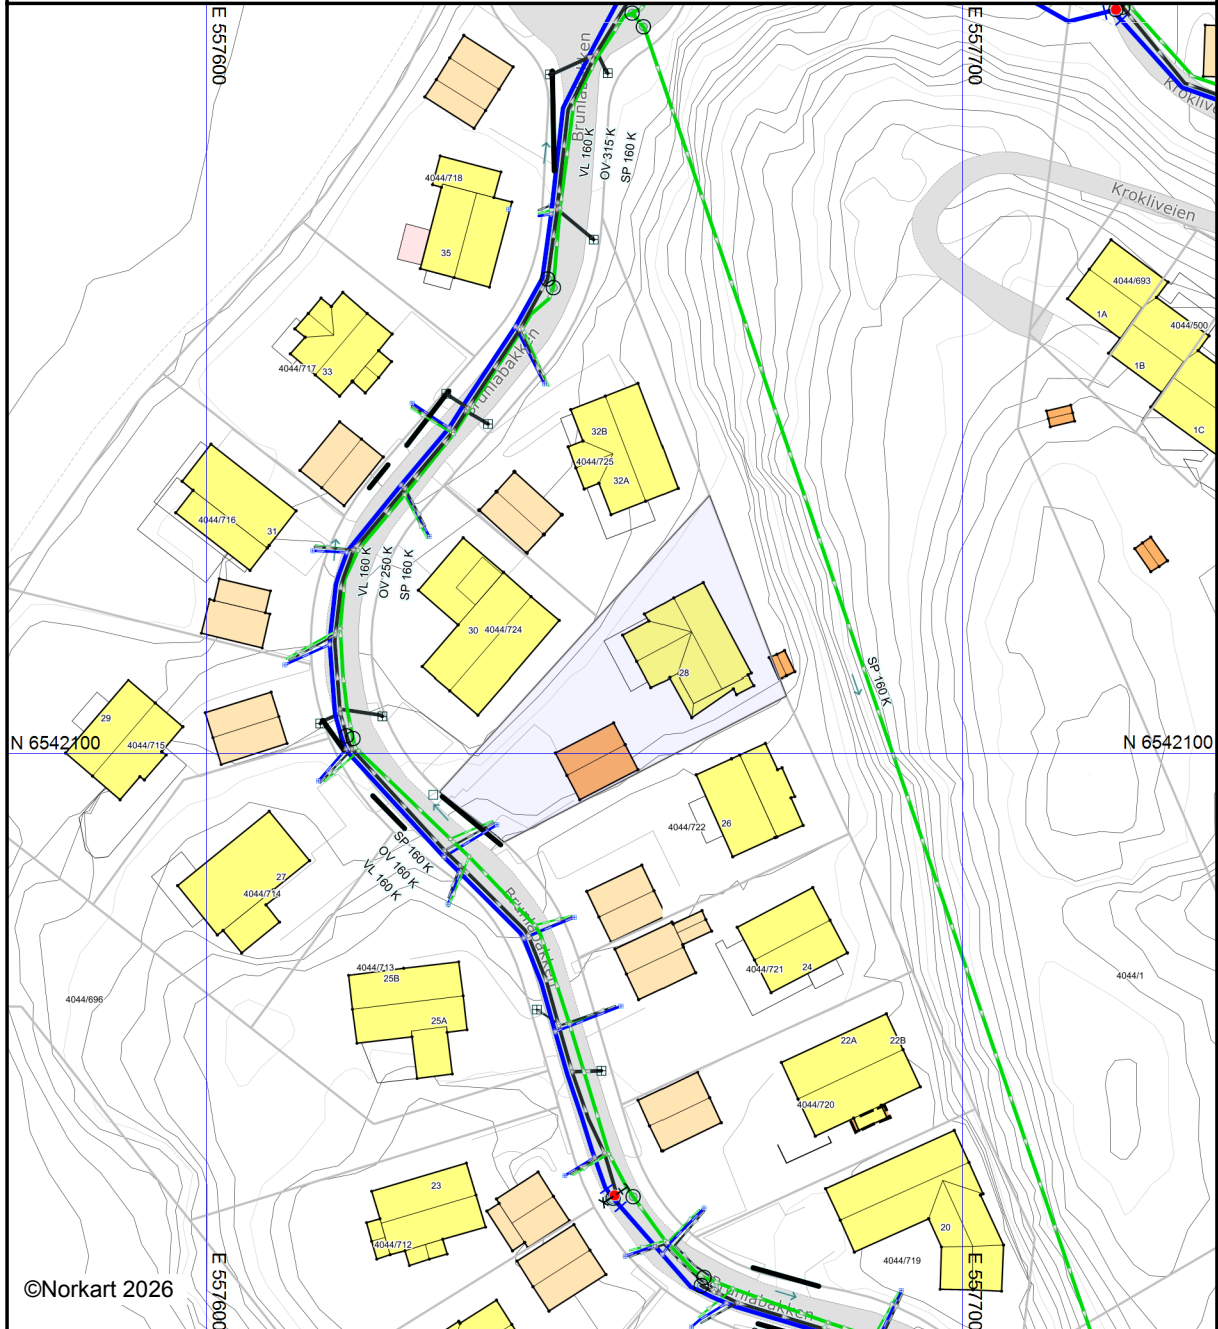 E 557600
E 557700
Brunlabakken
Kroklive
VL 160 K
OV 315 K
SP 160 K
4044/718
Krokliveien
35
4044/693
1A
4044/500
4044/717
33
1B
Brunlabakken
32B
4044/725
32A
1C
4044/716
31
VL 160 K
OV 250 K
SP 160 K
30
4044/724
28
SP 160 K
29
4044/715
N 6542100
N 6542100
4044/722
26
SP 160 K
OV 160 K
VL 160 K
27
4044/714
Brunlabakken
4044/713
25B
4044/721
24
4044/1
4044/696
25A
22A
22B
4044/720
23
20
4044/712
4044/719
E 557600
E 557700
©Norkart 2026
Brunlabakken